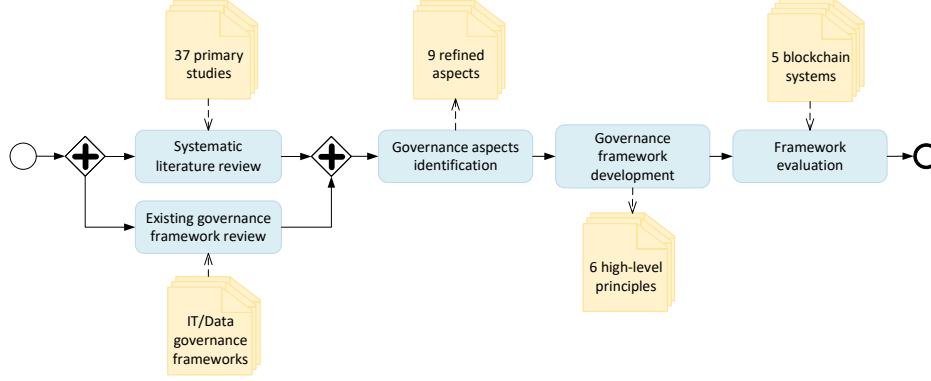 37 primary
studies
9 refined
aspects
5 blockchain
systems
Systematic
literature review
Governance aspects
identification
Governance
framework
development
Framework
evaluation
Existing governance
framework review
6 high-level
principles
IT/Data
governance
frameworks